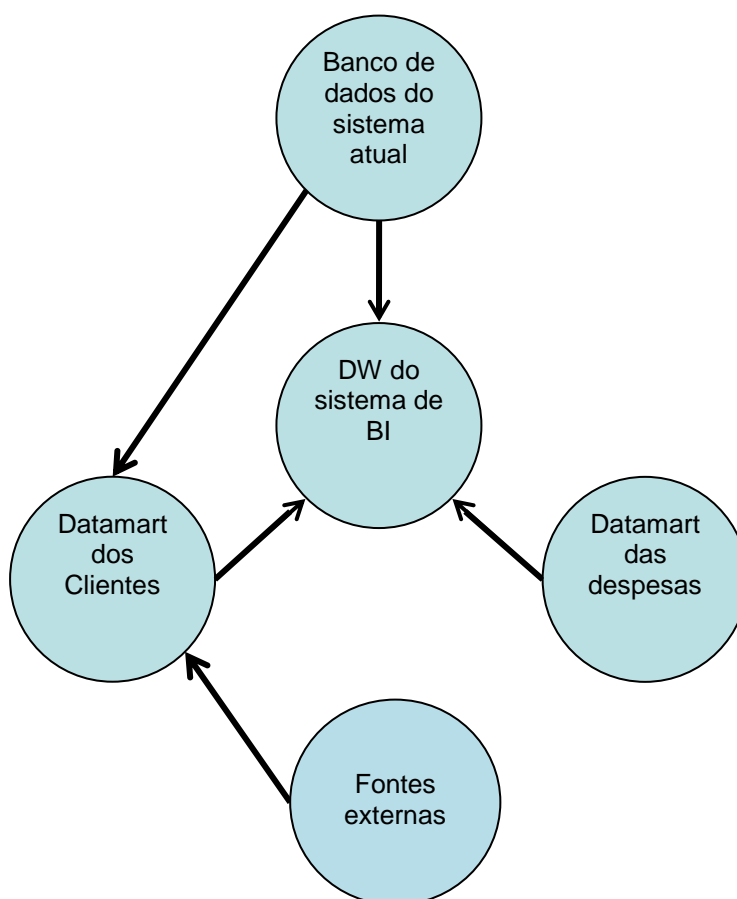 Banco de
dados do
sistema
atual
DW do
sistema de
BI
Datamart
dos
Clientes
Datamart
das
despesas
Fontes
externas